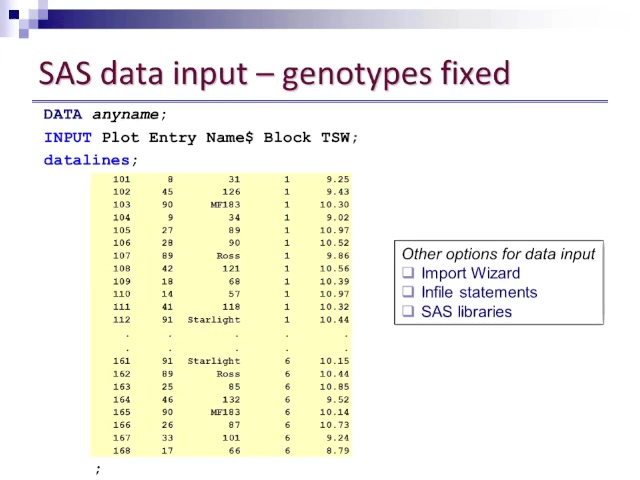 SAS data input – genotypes fixed
DATA anyname;
INPUT Plot Entry Name$ Block TSW;
datalines;
101 8 31 1 9.25
102 45 126 1 9.43
103 90 MF183 1 10.30
104 9 34 1 9.02
105 27 89 1 10.97
106 28 90 1 10.52
107 89 Ross 1 9.86
108 42 121 1 10.56
109 18 68 1 10.39
110 14 57 1 10.97
111 41 118 1 10.32
112 91 Starlight 1 10.44
. . . . .
. . . . .
161 91 Starlight 6 10.15
162 89 Ross 6 10.44
163 25 85 6 10.85
164 46 132 6 9.52
165 90 MF183 6 10.14
166 26 87 6 10.73
167 33 101 6 9.24
168 17 66 6 8.79
;
Other options for data input
Import Wizard
Infile statements
SAS libraries